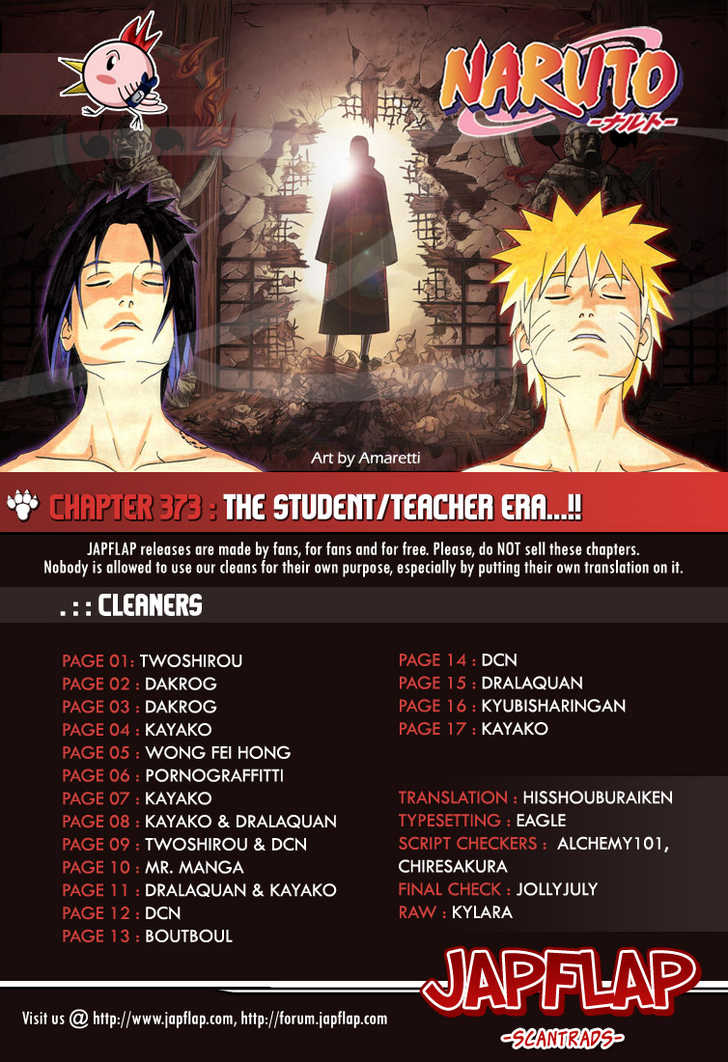 NARUTO
-ナルト-
Art by Amaretti
CHAPTER 373 : THE STUDENT/TEACHER ERA...!!
JAPFLAP releases are made by fans, for fans and for free. Please, do NOT sell these chapters.
Nobody is allowed to use our cleans for their own purpose, especially by putting their own translation on it.
. : : CLEANERS
PAGE 01: TWOSHIROU
PAGE 02 : DAKROG
PAGE 03 : DAKROG
PAGE 04 : KAYAKO
PAGE 05 : WONG FEI HONG
PAGE 06 : PORNOGRAFFITTI
PAGE 07 : KAYAKO
PAGE 08 : KAYAKO & DRALAQUAN
PAGE 09 : TWOSHIROU & DCN
PAGE 10 : MR. MANGA
PAGE 11 : DRALAQUAN & KAYAKO
PAGE 12 : DCN
PAGE 13 : BOUTBOUL
PAGE 14 : DCN
PAGE 15 : DRALAQUAN
PAGE 16 : KYUBISHARINGAN
PAGE 17 : KAYAKO
TRANSLATION : HISSHOUBURAIKEN
TYPESETTING : EAGLE
SCRIPT CHECKERS : ALCHEMY101,
CHIRESAKURA
FINAL CHECK : JOLLYJULY
RAW : KYLARA
JAPFLAP
-SCANTRADS-
Visit us @ http://www.japflap.com, http://forum.japflap.com